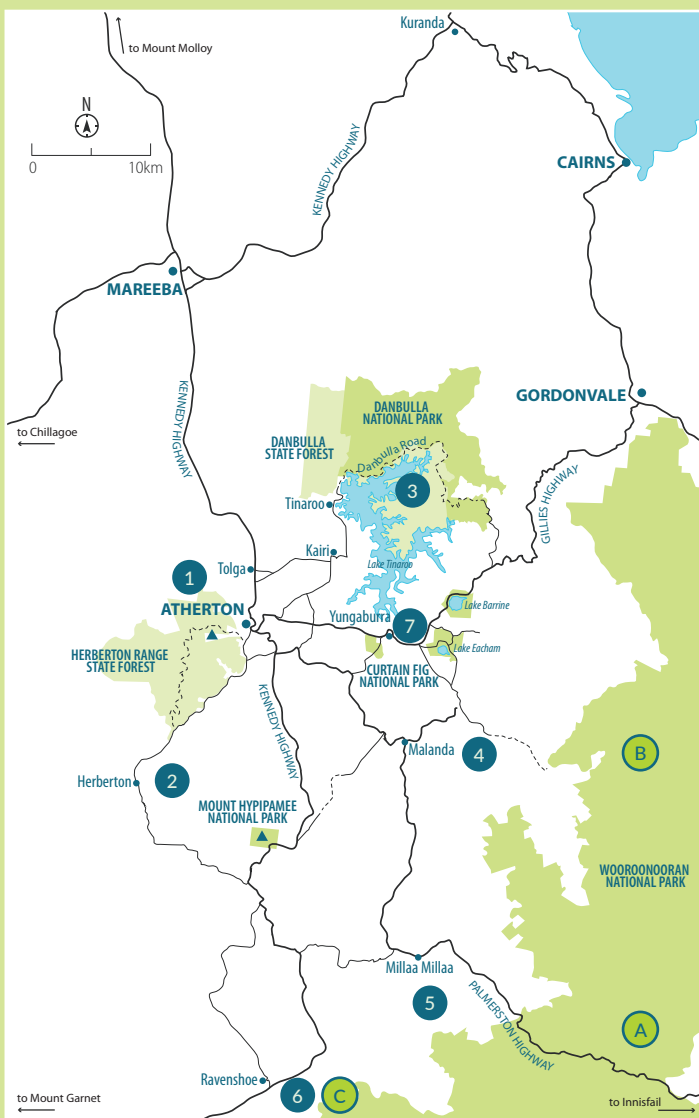 Kuranda
to Mount Molloy
N
0
10km
KENNEDY HIGHWAY
CAIRNS
MAREEBA
KENNEDY HIGHWAY
GORDONVALE
to Chillagoe
DANBULLA
NATIONAL PARK
DANBULLA
STATE FOREST
Danbulla Road
GILLIES HIGHWAY
3
Tinaroo
Kairi
Lake Tinaroo
Tolga
1
ATHERTON
Lake Barrine
Yungaburra
7
Lake Eacham
HERBERTON RANGE
STATE FOREST
CURTAIN FIG
NATIONAL PARK
KENNEDY HIGHWAY
Malanda
4
B
Herberton
2
MOUNT HYPIPAMEE
NATIONAL PARK
WOOROONOORAN
NATIONAL PARK
Millaa Millaa
5
PALMERSTON HIGHWAY
A
Ravenshoe
6
C
to Mount Garnet
to Innisfail